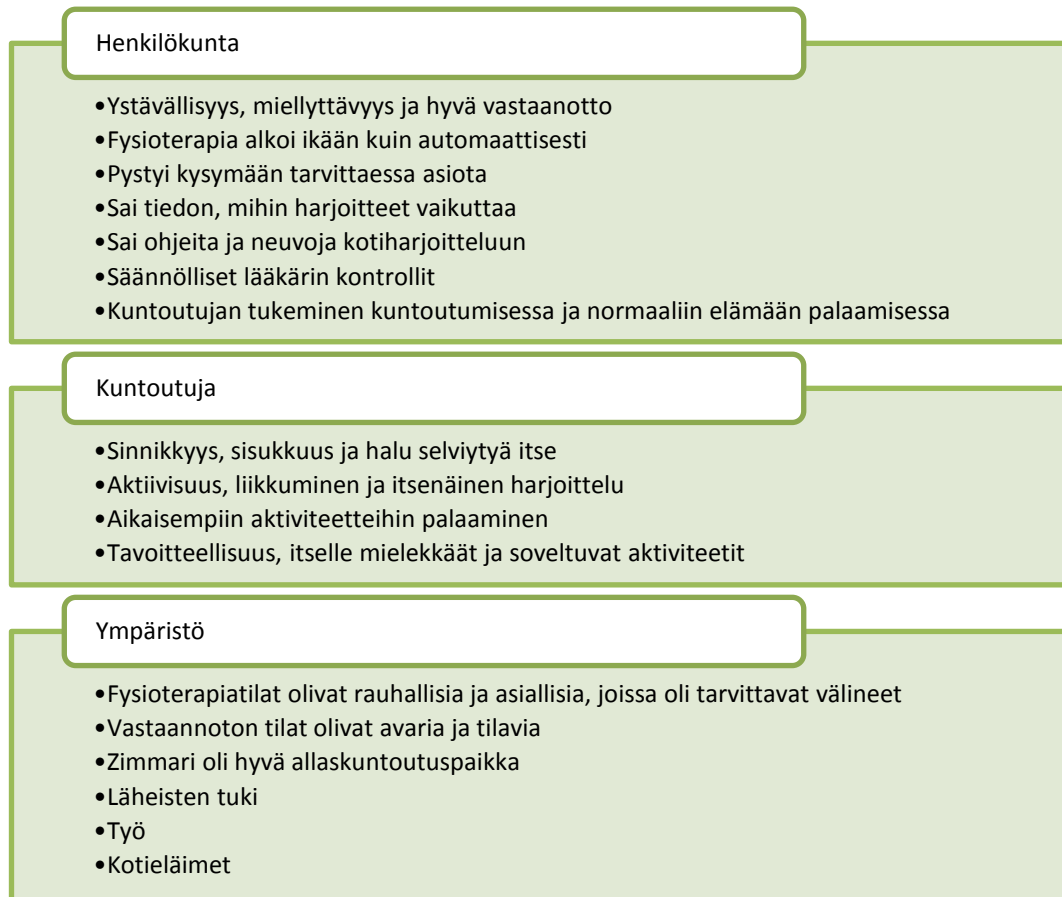 Henkilökunta
•Ystävällisyys, miellyttävyys ja hyvä vastaanotto
•Fysioterapia alkoi ikään kuin automaattisesti
•Pystyi kysymään tarvittaessa asiota
•Sai tiedon, mihin harjoitteet vaikuttaa
•Sai ohjeita ja neuvoja kotiharjoitteluun
•Säännölliset lääkärin kontrollit
•Kuntoutujan tukeminen kuntoutumisessa ja normaaliin elämään palaamisessa
Kuntoutuja
•Sinnikkyys, sisukkuus ja halu selviytyä itse
•Aktiivisuus, liikkuminen ja itsenäinen harjoittelu
•Aikaisempiin aktiviteetteihin palaaminen
•Tavoitteellisuus, itselle mielekkäät ja soveltuvat aktiviteetit
Ympäristö
•Fysioterapiatilat olivat rauhallisia ja asiallisia, joissa oli tarvittavat välineet
•Vastaannoton tilat olivat avaria ja tilavia
•Zimmari oli hyvä allaskuntoutuspaikka
•Läheisten tuki
•Työ
•Kotieläimet